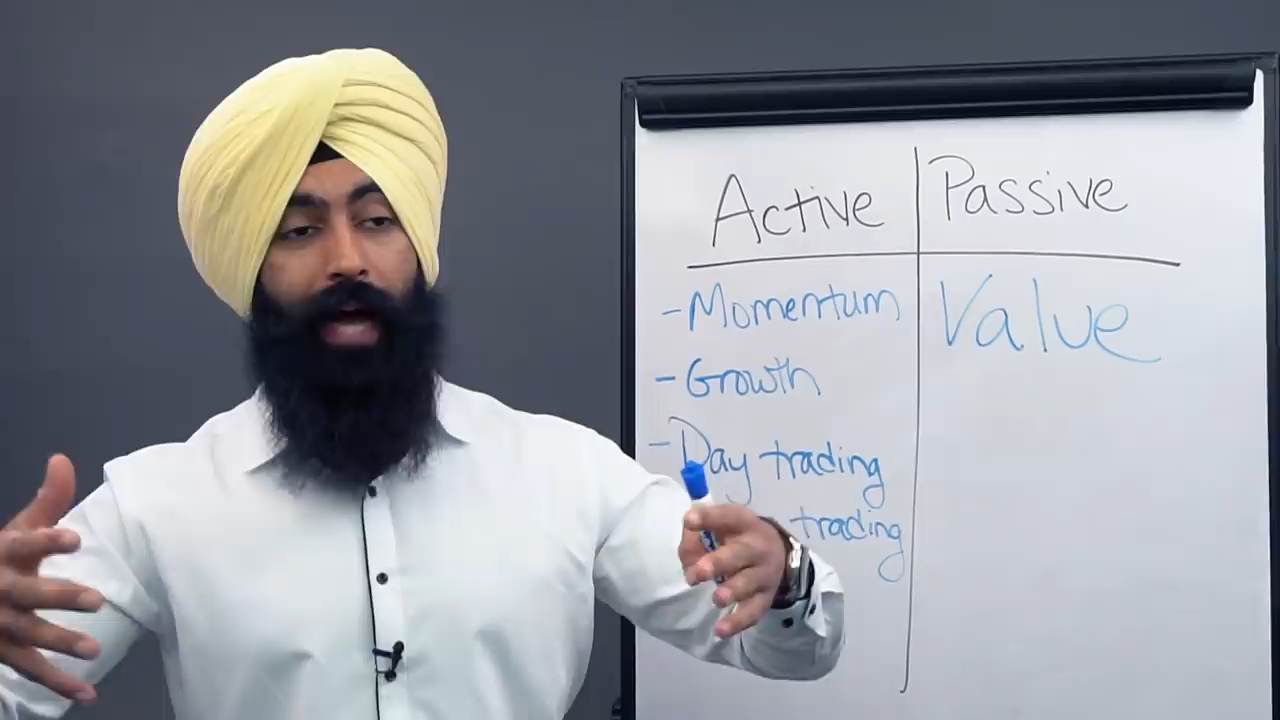 Active | Passive
- Momentum
Value
- Growth
- Day trading
trading